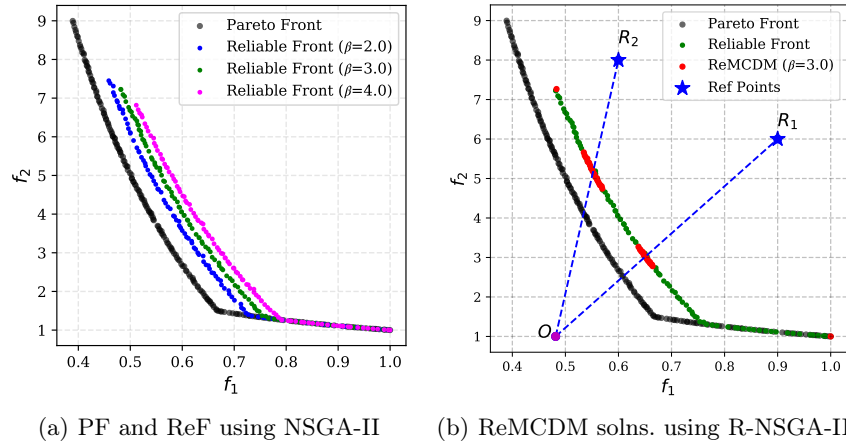 9
8
7
6
5
4
3
2
1
f₂
0.4 0.5 0.6 0.7 0.8 0.9 1.0
f₁
Pareto Front
Reliable Front (β=2.0)
Reliable Front (β=3.0)
Reliable Front (β=4.0)
(a) PF and ReF using NSGA-II
9
8
7
6
5
4
3
2
1
f₂
0.4 0.5 0.6 0.7 0.8 0.9 1.0
f₁
R₂
R₁
O
Pareto Front
Reliable Front
ReMCDM (β=3.0)
Ref Points
(b) ReMCDM solns. using R-NSGA-II